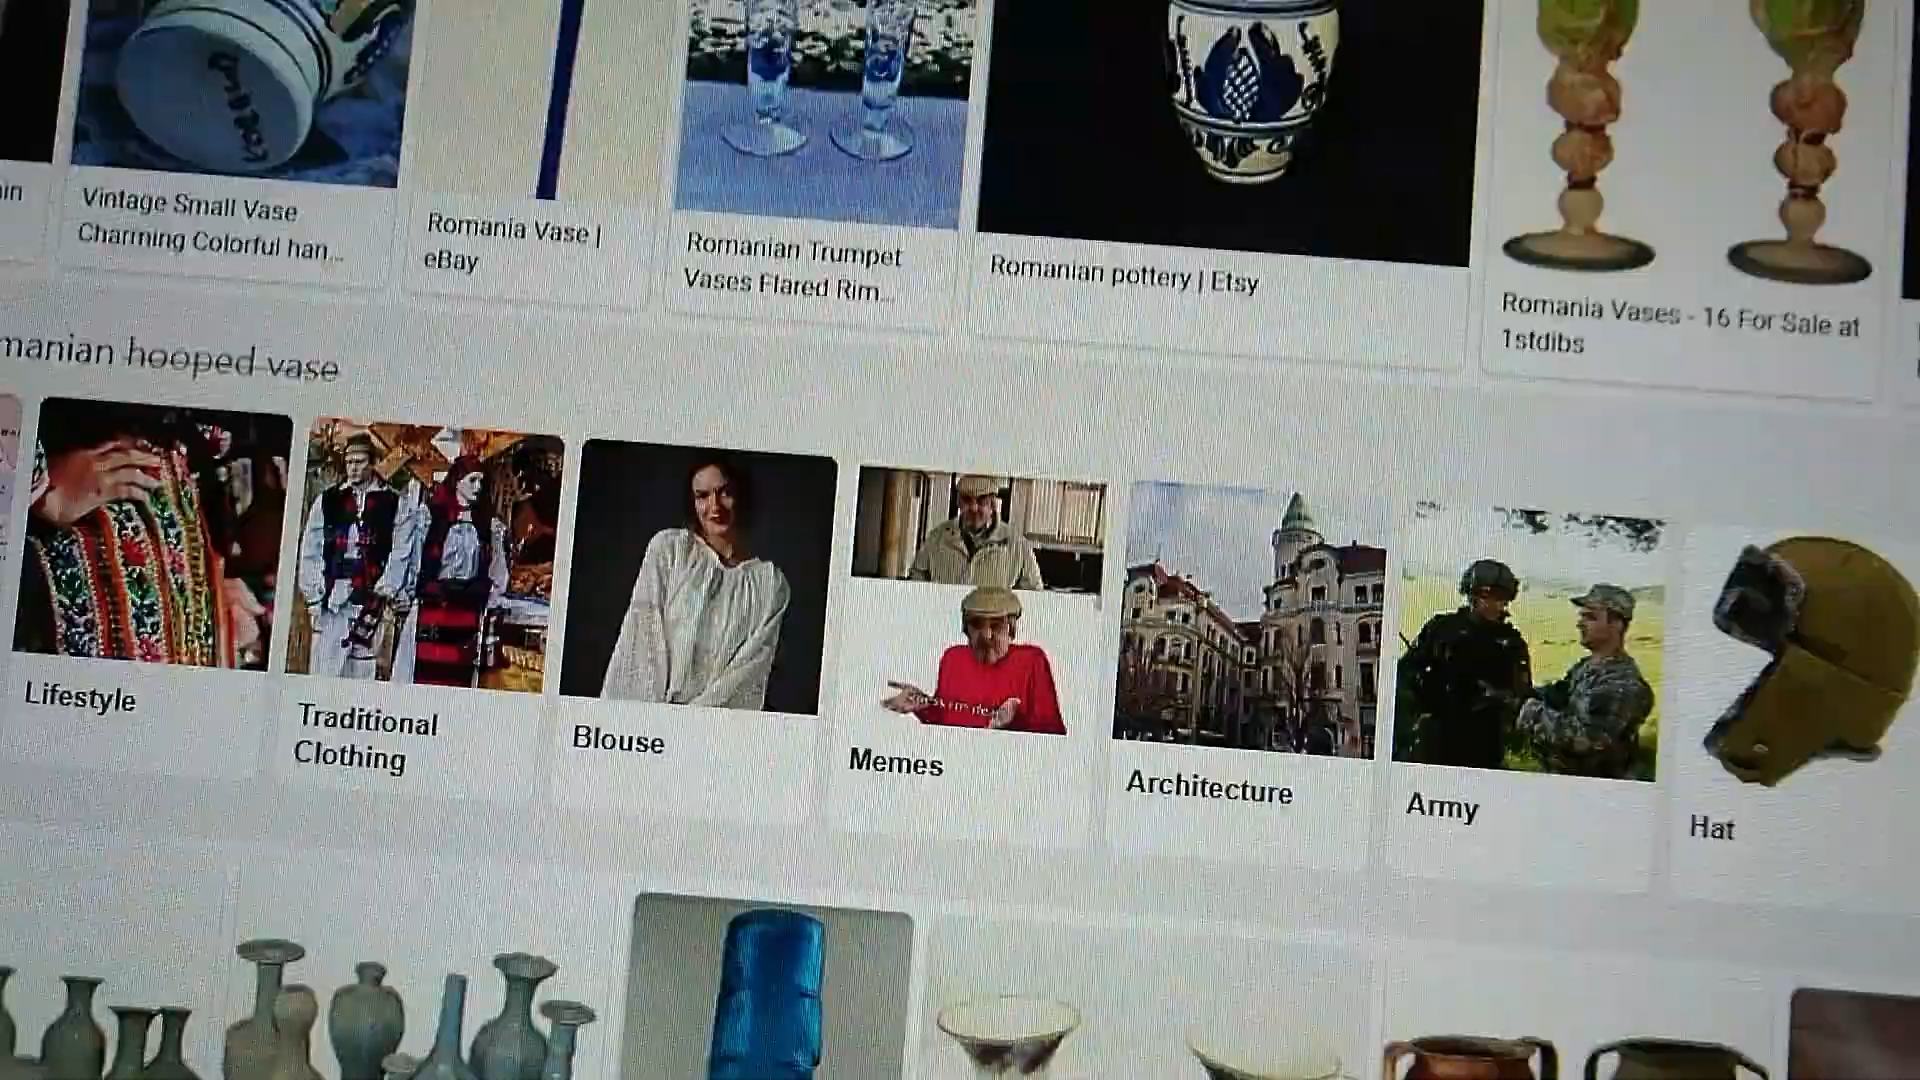 ain
Vintage Small Vase
Charming Colorful han...
Romania Vase |
eBay
Romanian Trumpet
Vases Flared Rim...
Romanian pottery | Etsy
Romania Vases - 16 For Sale at
1stdibs
manian hooped vase
Lifestyle
Traditional
Clothing
Blouse
Memes
Architecture
Army
Hat